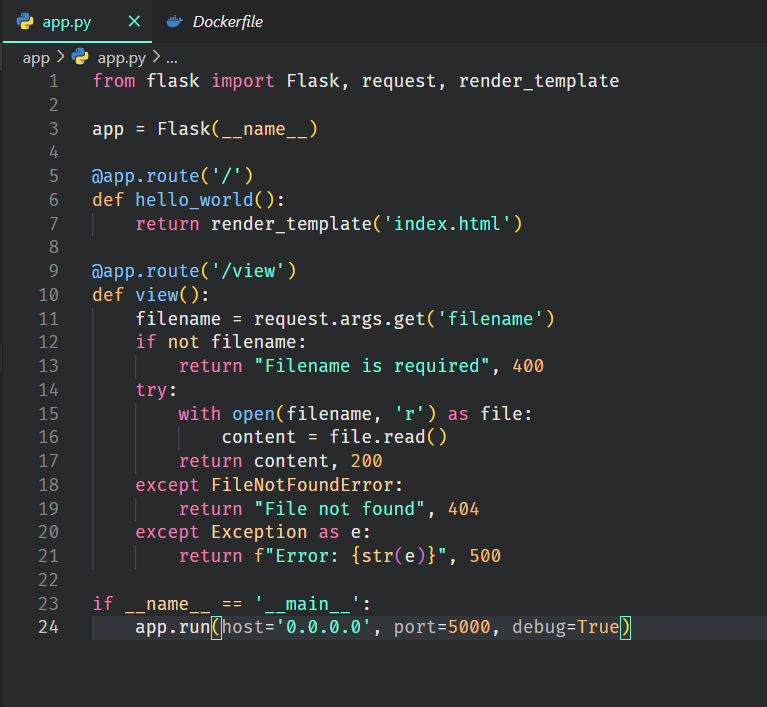 app.py × Dockerfile
app > app.py > ...
1 from flask import Flask, request, render_template
2
3 app = Flask(__name__)
4
5 @app.route('/')
6 def hello_world():
7     return render_template('index.html')
8
9 @app.route('/view')
10 def view():
11     filename = request.args.get('filename')
12     if not filename:
13         return "Filename is required", 400
14     try:
15         with open(filename, 'r') as file:
16             content = file.read()
17         return content, 200
18     except FileNotFoundError:
19         return "File not found", 404
20     except Exception as e:
21         return f"Error: {str(e)}", 500
22
23 if __name__ == '__main__':
24     app.run(host='0.0.0.0', port=5000, debug=True)